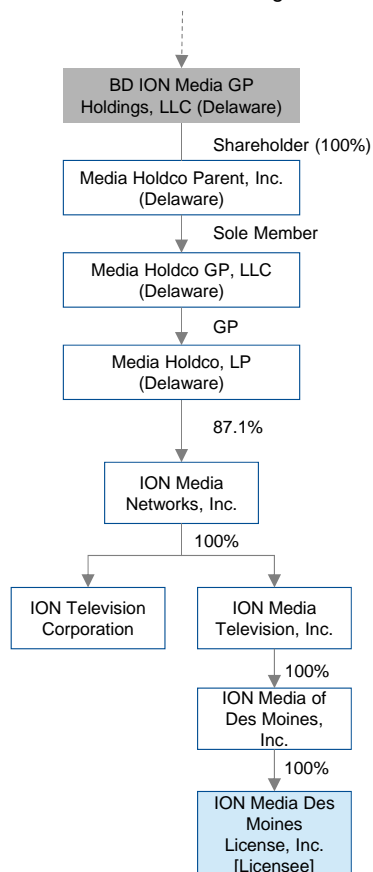 BD ION Media GP
Holdings, LLC (Delaware)
Shareholder (100%)
Media Holdco Parent, Inc.
(Delaware)
Sole Member
Media Holdco GP, LLC
(Delaware)
GP
Media Holdco, LP
(Delaware)
87.1%
ION Media
Networks, Inc.
100%
ION Television
Corporation
ION Media
Television, Inc.
100%
ION Media of
Des Moines,
Inc.
100%
ION Media Des
Moines
License, Inc.
[Licensee]